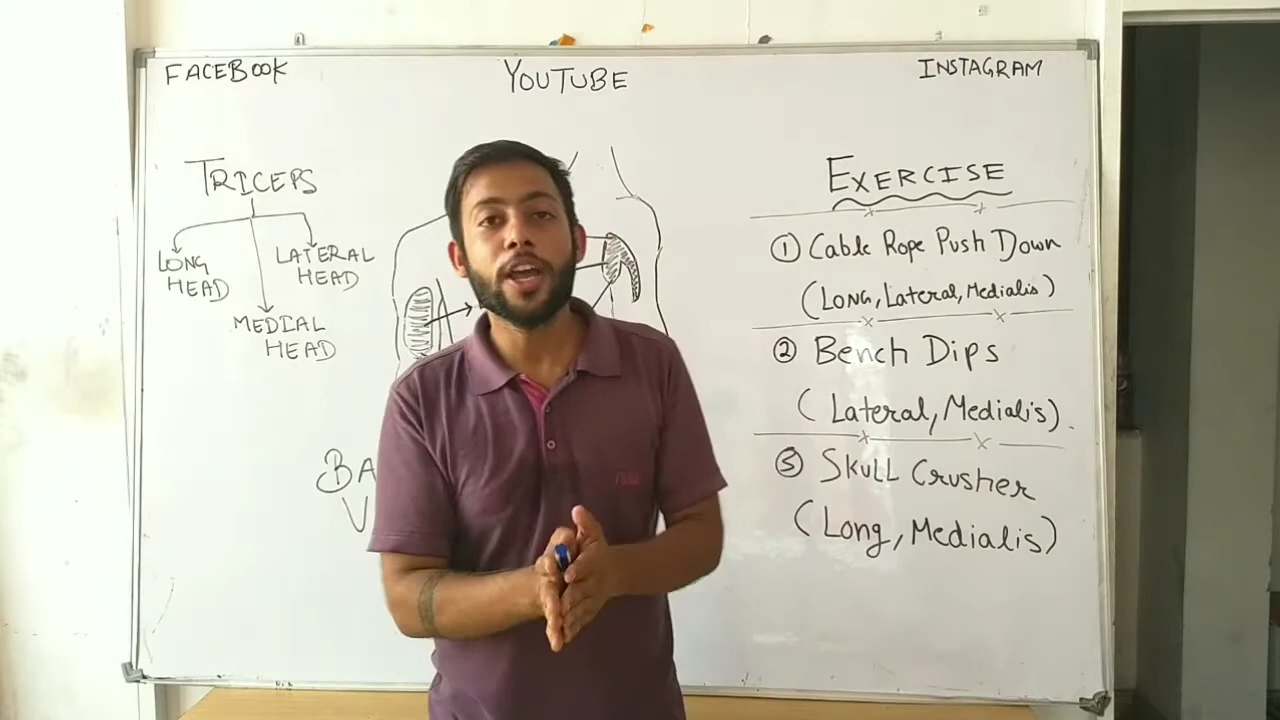 FACEBOOK
YOUTUBE
INSTAGRAM
TRICEPS
LONG
HEAD
LATERAL
HEAD
MEDIAL
HEAD
EXERCISE
① Cable Rope Push Down
(LONG, Lateral, Medialis)
② Bench Dips
(Lateral, Medialis).
③ SKULL Crusher
(Long, Medialis)